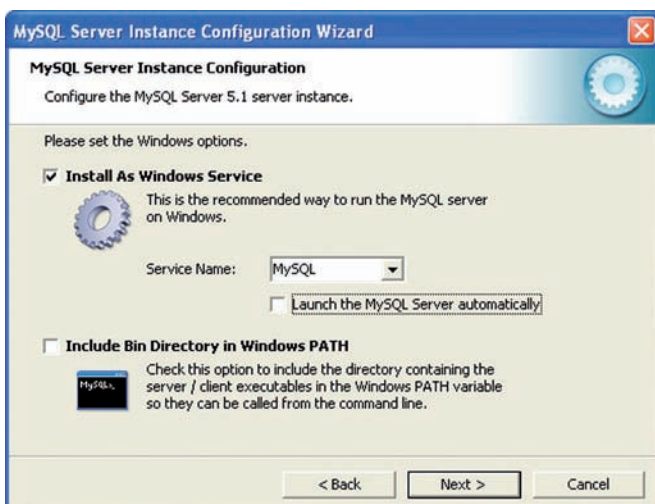 MySQL Server Instance Configuration Wizard
MySQL Server Instance Configuration
Configure the MySQL Server 5.1 server instance.
Please set the Windows options.
Install As Windows Service
This is the recommended way to run the MySQL server
on Windows.
Service Name: MySQL
Launch the MySQL Server automatically
Include Bin Directory in Windows PATH
MySQL>_
Check this option to include the directory containing the
server / client executables in the Windows PATH variable
so they can be called from the command line.
< Back Next > Cancel